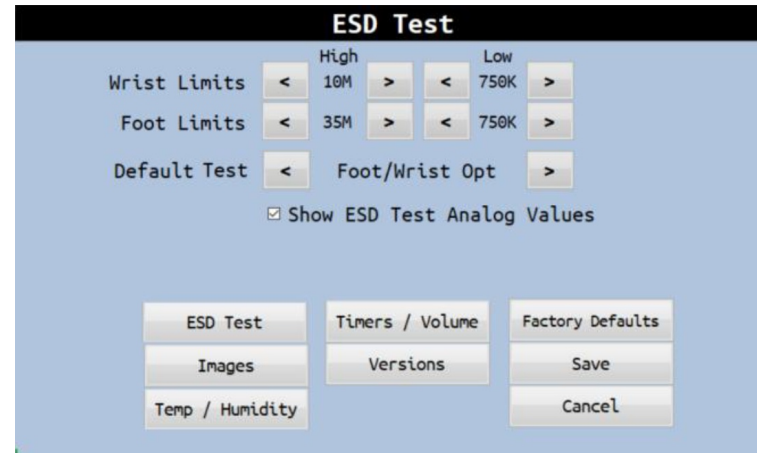 ESD Test
High Low
Wrist Limits < 10M > < 750K >
Foot Limits < 35M > < 750K >
Default Test < Foot/Wrist Opt >
Show ESD Test Analog Values
ESD Test Timers / Volume Factory Defaults
Images Versions Save
Temp / Humidity Cancel